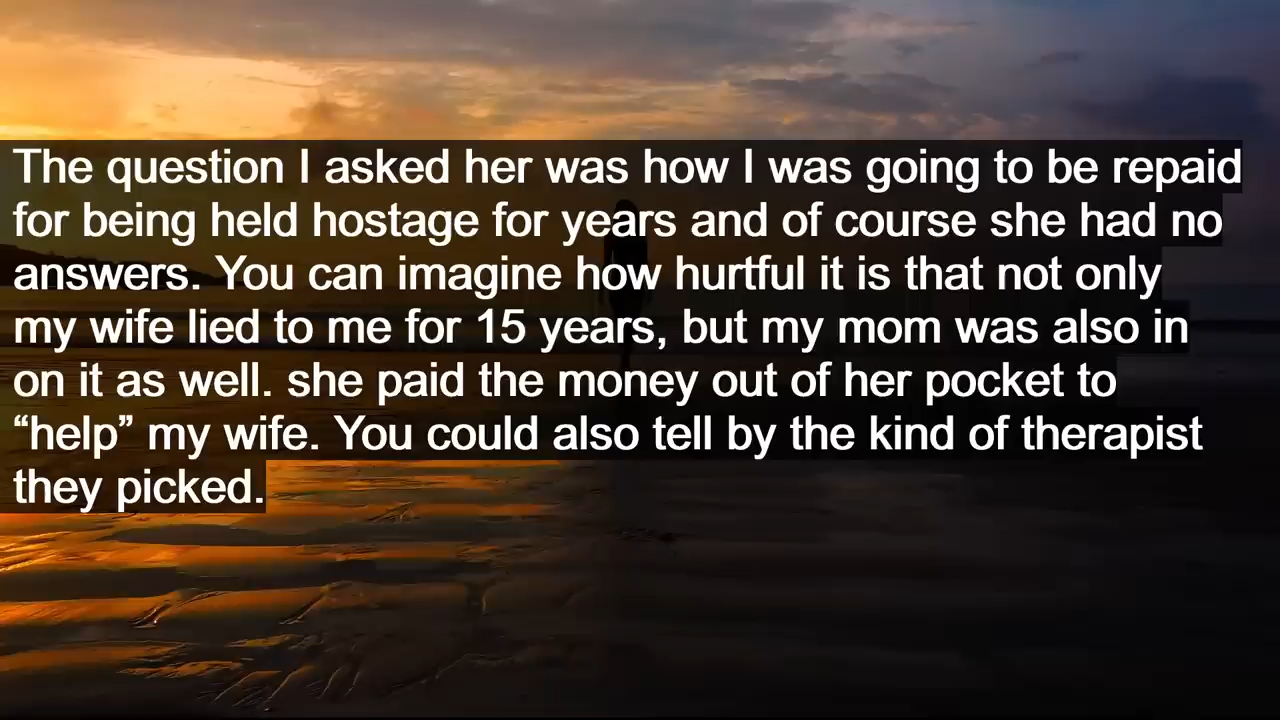 The question I asked her was how I was going to be repaid
for being held hostage for years and of course she had no
answers. You can imagine how hurtful it is that not only
my wife lied to me for 15 years, but my mom was also in
on it as well. she paid the money out of her pocket to
“help” my wife. You could also tell by the kind of therapist
they picked.